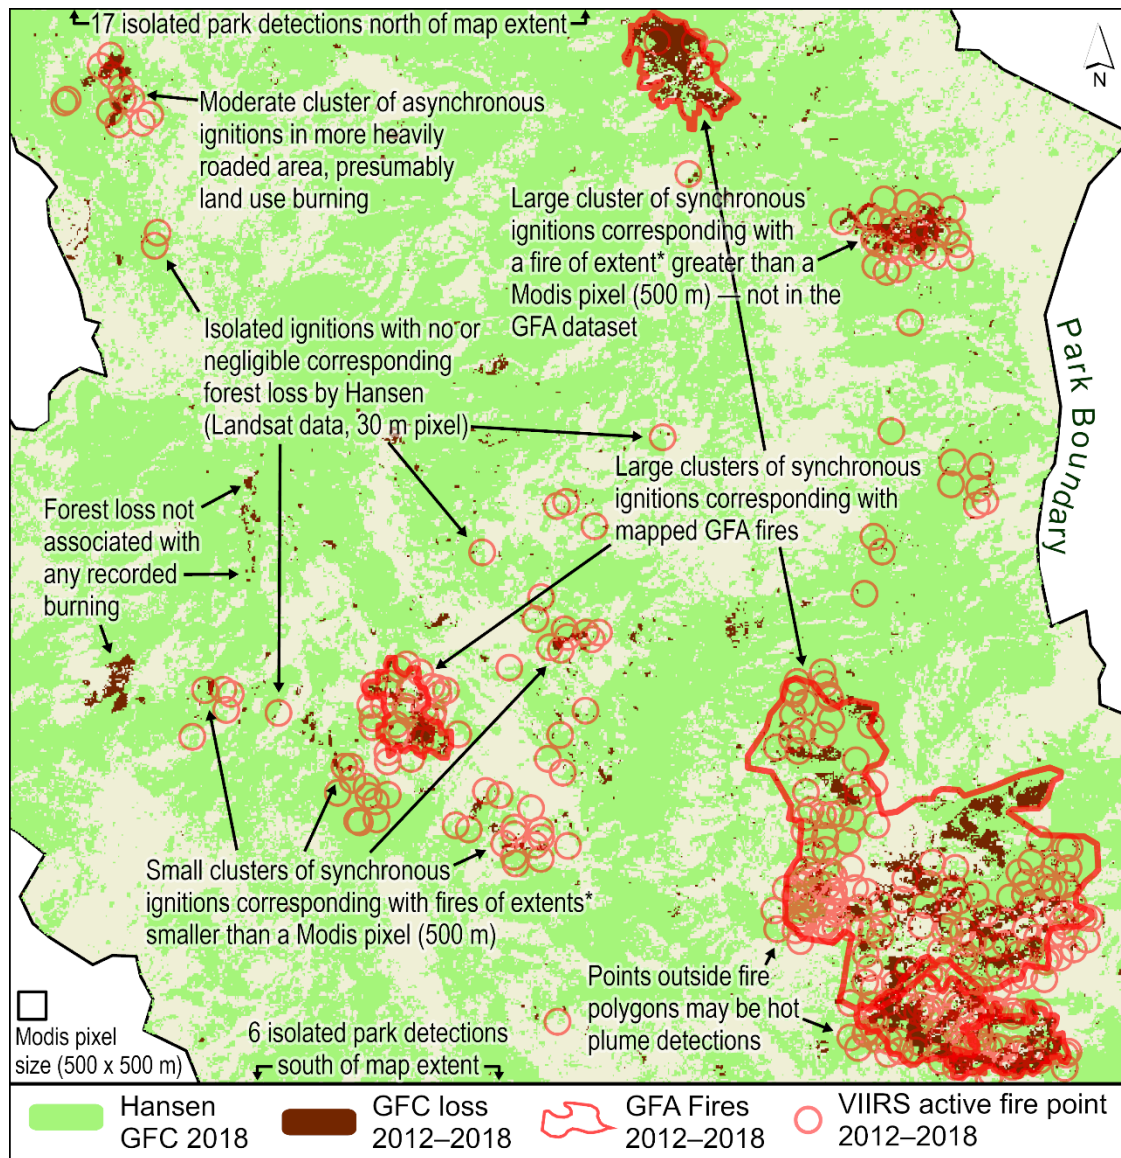 17 isolated park detections north of map extent
N
Moderate cluster of asynchronous
ignitions in more heavily
roaded area, presumably
land use burning
Large cluster of synchronous
ignitions corresponding with
a fire of extent* greater than a
Modis pixel (500 m) — not in the
GFA dataset
Isolated ignitions with no or
negligible corresponding
forest loss by Hansen
(Landsat data, 30 m pixel)
Park Boundary
Large clusters of synchronous
ignitions corresponding with
mapped GFA fires
Forest loss not
associated with
any recorded
burning
Small clusters of synchronous
ignitions corresponding with fires of extents*
smaller than a Modis pixel (500 m)
Points outside fire
polygons may be hot
plume detections
Modis pixel
size (500 x 500 m)
6 isolated park detections
south of map extent
Hansen
GFC 2018
GFC loss
2012–2018
GFA Fires
2012–2018
VIIRS active fire point
2012–2018